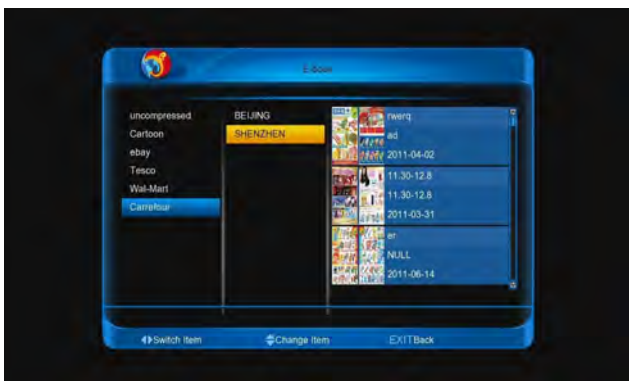 E-book
uncompressed
Cartoon
ebay
Tesco
Wal-Mart
Carrefour
BEIJING
SHENZHEN
rwerq
ad
2011-04-02
11.30-12.8
11.30-12.8
2011-03-31
er
NULL
2011-06-14
Switch Item
Change Item
EXIT Back